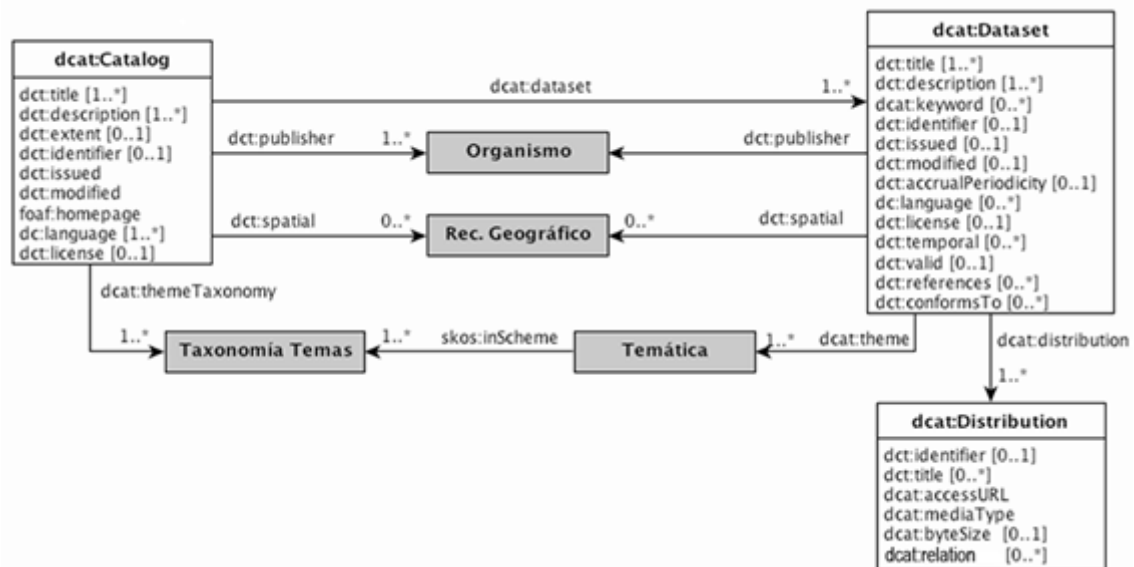 dcat:Catalog
dct:title [1..*]
dct:description [1..*]
dct:extent [0..1]
dct:identifier [0..1]
dct:issued
dct:modified
foaf:homepage
dc:language [1..*]
dct:license [0..1]
dcat:dataset
1..*
dct:publisher
1..*
Organismo
dct:publisher
dct:spatial
0..*
Rec. Geográfico
0..*
dct:spatial
dcat:Dataset
dct:title [1..*]
dct:description [1..*]
dcat:keyword [0..*]
dct:identifier [0..1]
dct:issued [0..1]
dct:modified [0..1]
dct:accrualPeriodicity [0..1]
dc:language [0..*]
dct:license [0..1]
dct:temporal [0..*]
dct:valid [0..1]
dct:references [0..*]
dct:conformsTo [0..*]
dcat:themeTaxonomy
1..*
Taxonomía Temas
1..*
skos:inScheme
Temática
1..*
dcat:theme
dcat:distribution
1..*
dcat:Distribution
dct:identifier [0..1]
dct:title [0..*]
dcat:accessURL
dcat:mediaType
dcat:byteSize [0..1]
dcat:relation [0..*]